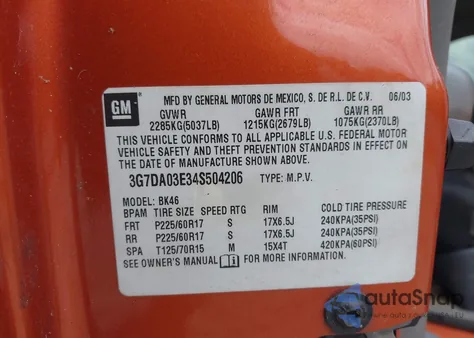 GM
MFD BY GENERAL MOTORS DE MEXICO, S. DE R.L. DE C.V. 06/03
GVWR GAWR FRT GAWR RR
2285KG(5037LB) 1215KG(2679LB) 1075KG(2370LB)
THIS VEHICLE CONFORMS TO ALL APPLICABLE U.S. FEDERAL MOTOR
VEHICLE SAFETY AND THEFT PREVENTION STANDARDS IN EFFECT ON
THE DATE OF MANUFACTURE SHOWN ABOVE.
3G7DA03E34S504206 TYPE: M.P.V.
MODEL: BK46
BPAM TIRE SIZE SPEED RTG RIM COLD TIRE PRESSURE
FRT P225/60R17 S 17X6.5J 240KPA(35PSI)
RR P225/60R17 S 17X6.5J 240KPA(35PSI)
SPA T125/70R15 M 15X4T 420KPA(60PSI)
SEE OWNER'S MANUAL i FOR MORE INFORMATION.
autoSnap